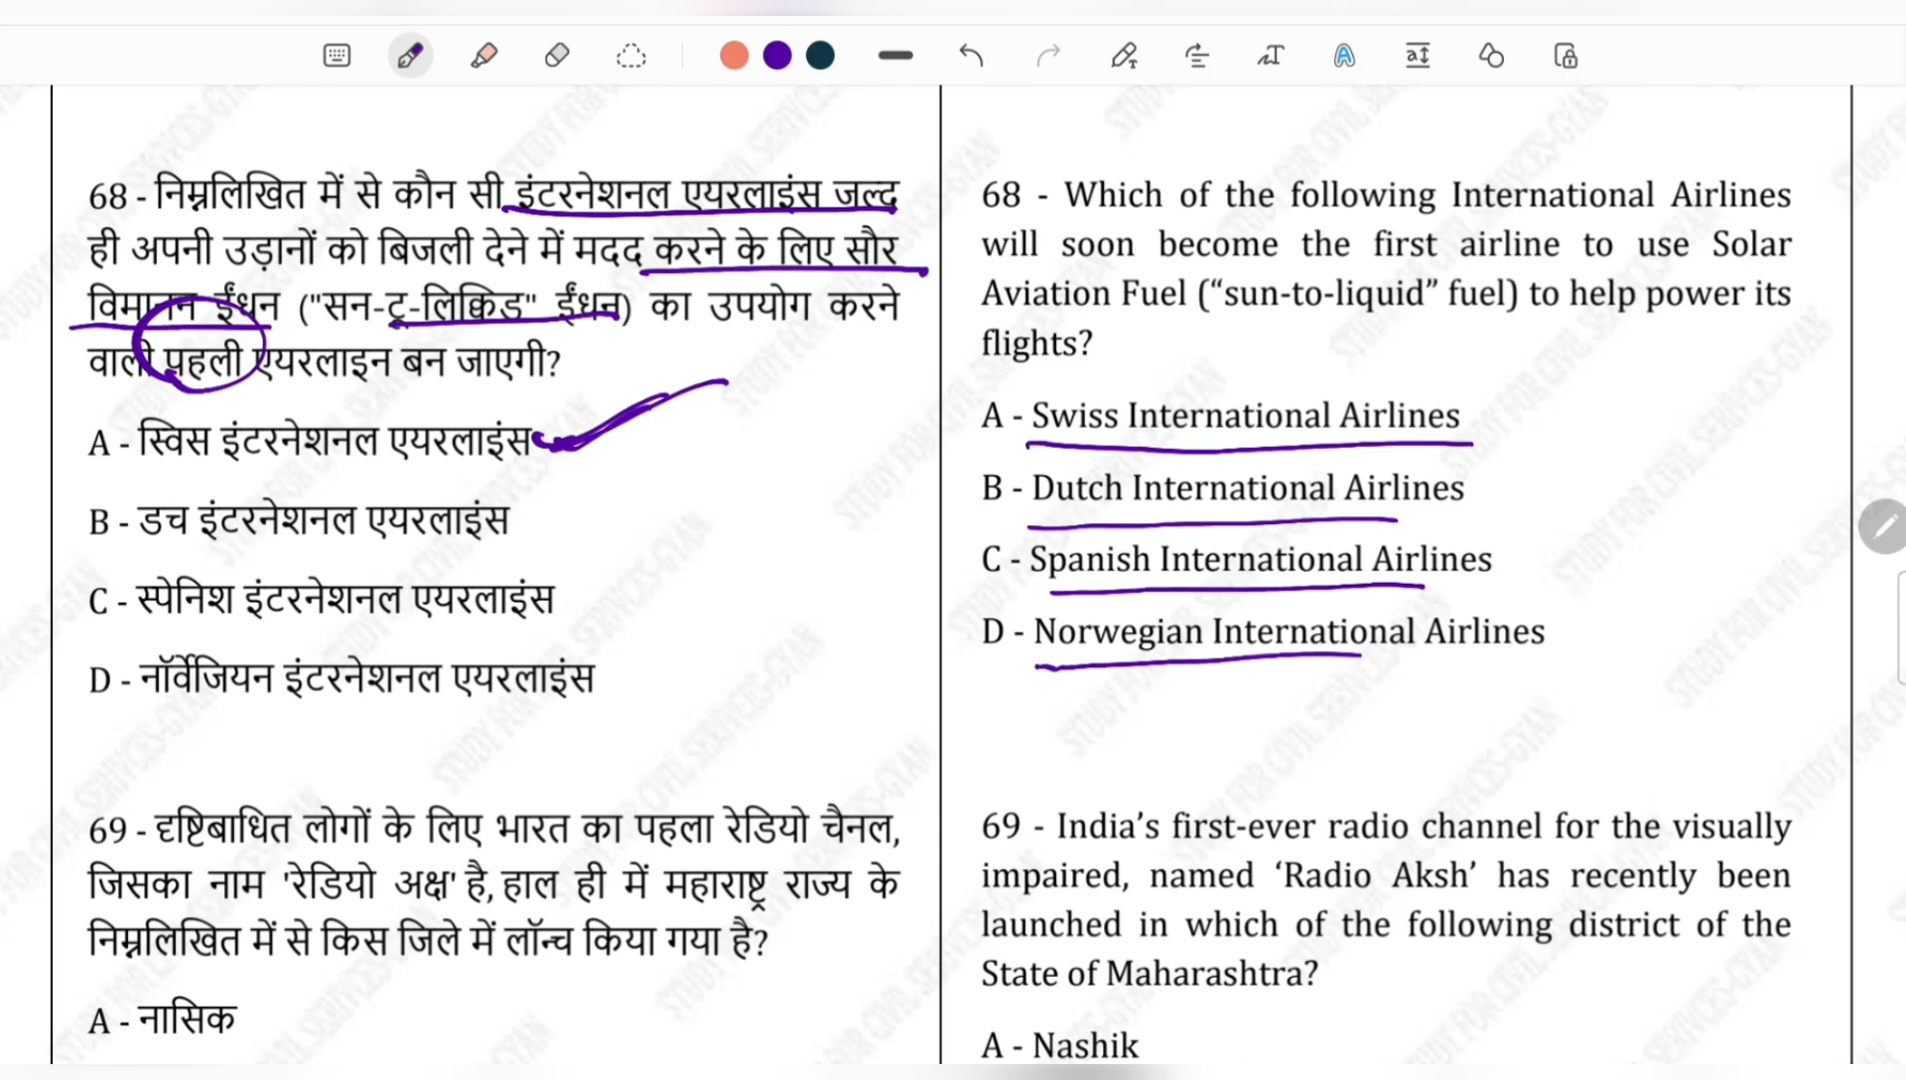 68 - निम्नलिखित में से कौन सी इंटरनेशनल एयरलाइंस जल्द
ही अपनी उड़ानों को बिजली देने में मदद करने के लिए सौर
विमानन ईंधन ("सन-टू-लिक्विड" ईंधन) का उपयोग करने
वाली पहली एयरलाइन बन जाएगी?
A - स्विस इंटरनेशनल एयरलाइंस
B - डच इंटरनेशनल एयरलाइंस
C - स्पेनिश इंटरनेशनल एयरलाइंस
D - नॉर्वेजियन इंटरनेशनल एयरलाइंस
69 - दृष्टिबाधित लोगों के लिए भारत का पहला रेडियो चैनल,
जिसका नाम 'रेडियो अक्ष' है, हाल ही में महाराष्ट्र राज्य के
निम्नलिखित में से किस जिले में लॉन्च किया गया है?
A - नासिक
68 - Which of the following International Airlines
will soon become the first airline to use Solar
Aviation Fuel (“sun-to-liquid” fuel) to help power its
flights?
A - Swiss International Airlines
B - Dutch International Airlines
C - Spanish International Airlines
D - Norwegian International Airlines
69 - India’s first-ever radio channel for the visually
impaired, named ‘Radio Aksh’ has recently been
launched in which of the following district of the
State of Maharashtra?
A - Nashik
STUDY FOR CIVIL SERVICES-GYAN